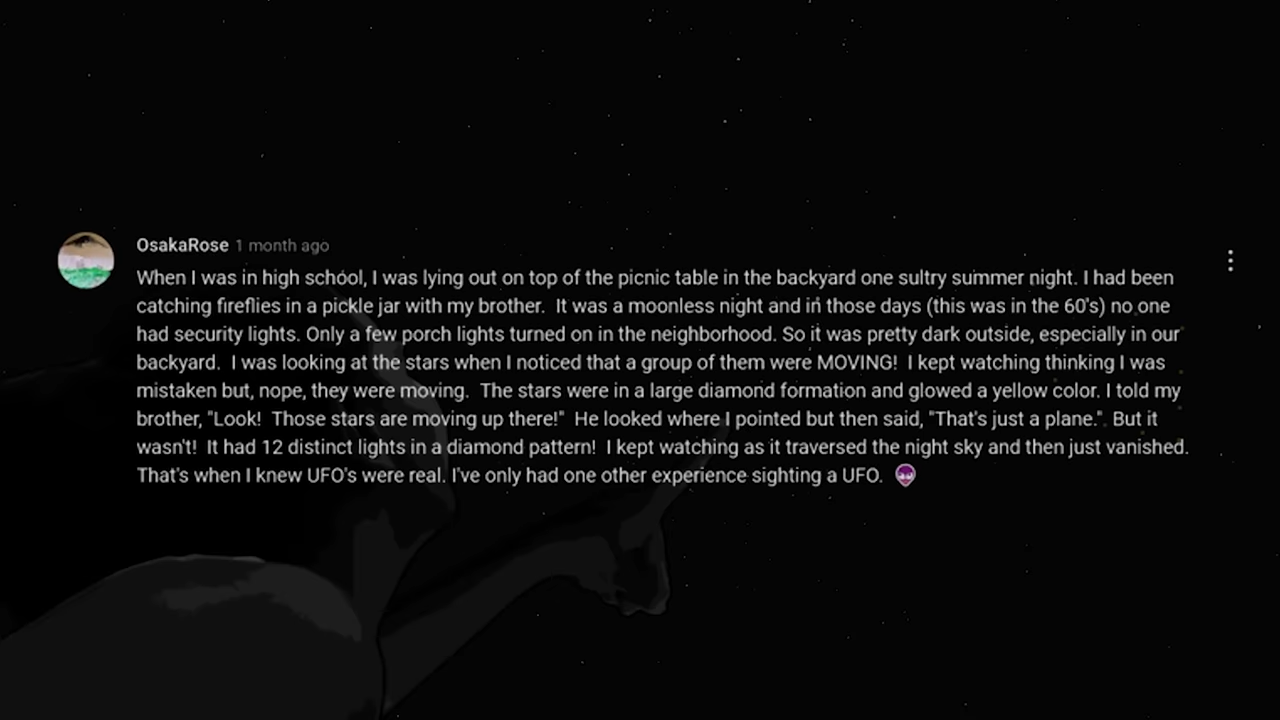 OsakaRose 1 month ago
When I was in high school, I was lying out on top of the picnic table in the backyard one sultry summer night. I had been
catching fireflies in a pickle jar with my brother.  It was a moonless night and in those days (this was in the 60's) no one
had security lights. Only a few porch lights turned on in the neighborhood. So it was pretty dark outside, especially in our
backyard.  I was looking at the stars when I noticed that a group of them were MOVING!  I kept watching thinking I was
mistaken but, nope, they were moving.  The stars were in a large diamond formation and glowed a yellow color. I told my
brother, "Look!  Those stars are moving up there!"  He looked where I pointed but then said, "That's just a plane.".  But it
wasn't!  It had 12 distinct lights in a diamond pattern!  I kept watching as it traversed the night sky and then just vanished.
That's when I knew UFO's were real. I've only had one other experience sighting a UFO. 👽